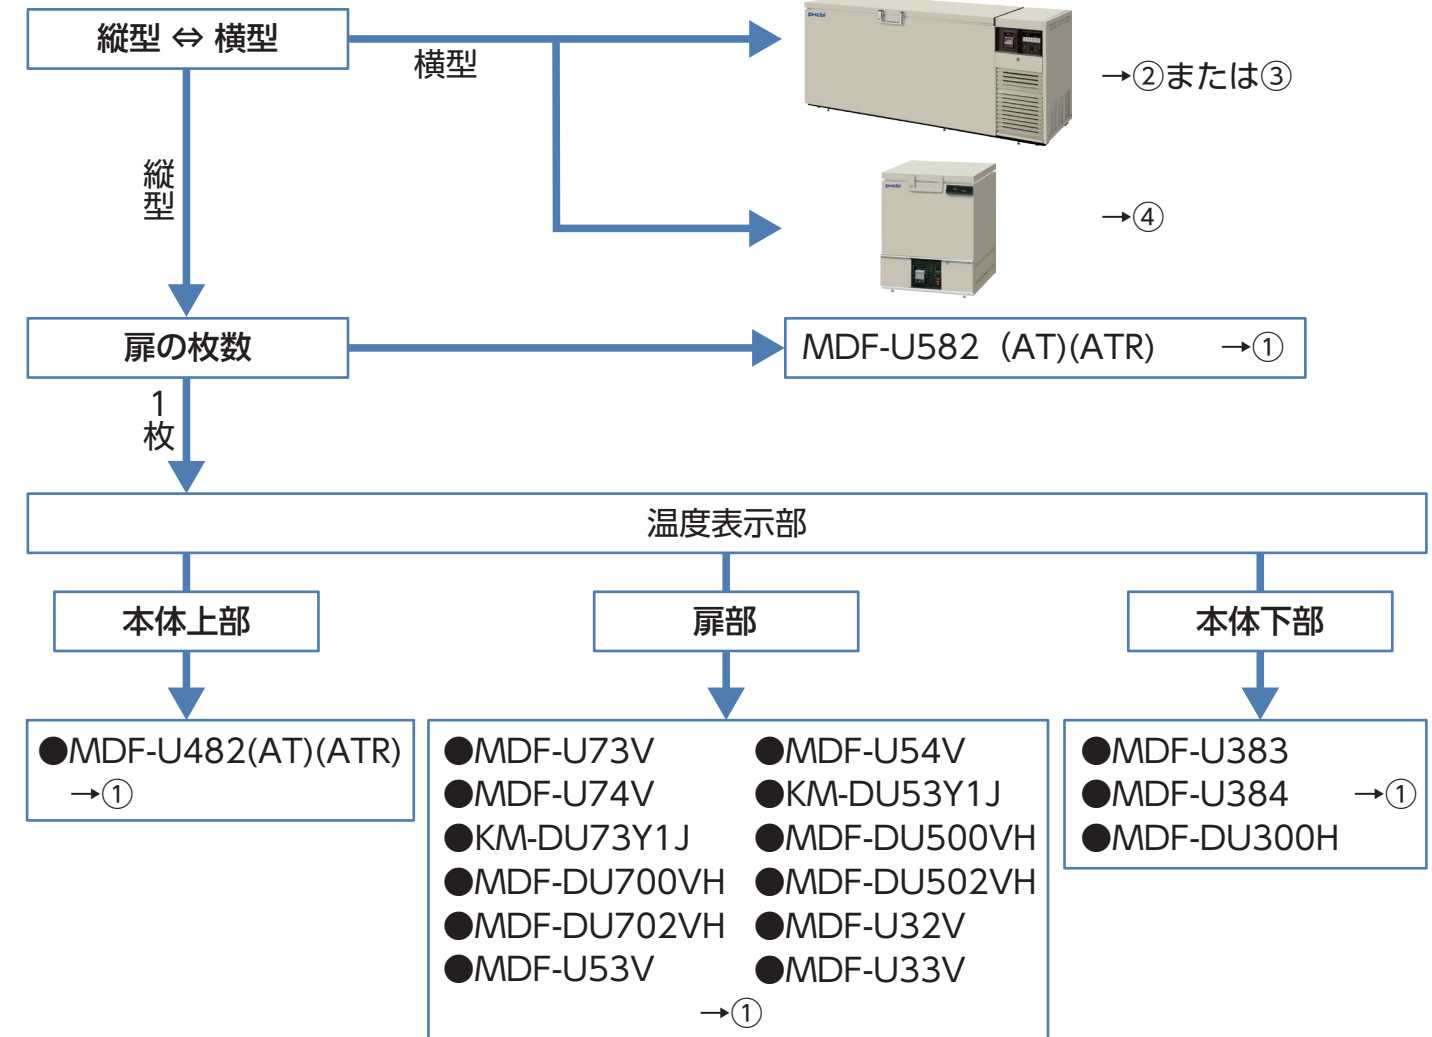 縦型 ⇔ 横型
横型
→②または③
縦型
→④
扉の枚数
MDF-U582 (AT)(ATR) →①
1枚
温度表示部
本体上部
扉部
本体下部
●MDF-U482(AT)(ATR)
→①
●MDF-U73V
●MDF-U74V
●KM-DU73Y1J
●MDF-DU700VH
●MDF-DU702VH
●MDF-U53V
●MDF-U54V
●KM-DU53Y1J
●MDF-DU500VH
●MDF-DU502VH
●MDF-U32V
●MDF-U33V
→①
●MDF-U383
●MDF-U384 →①
●MDF-DU300H